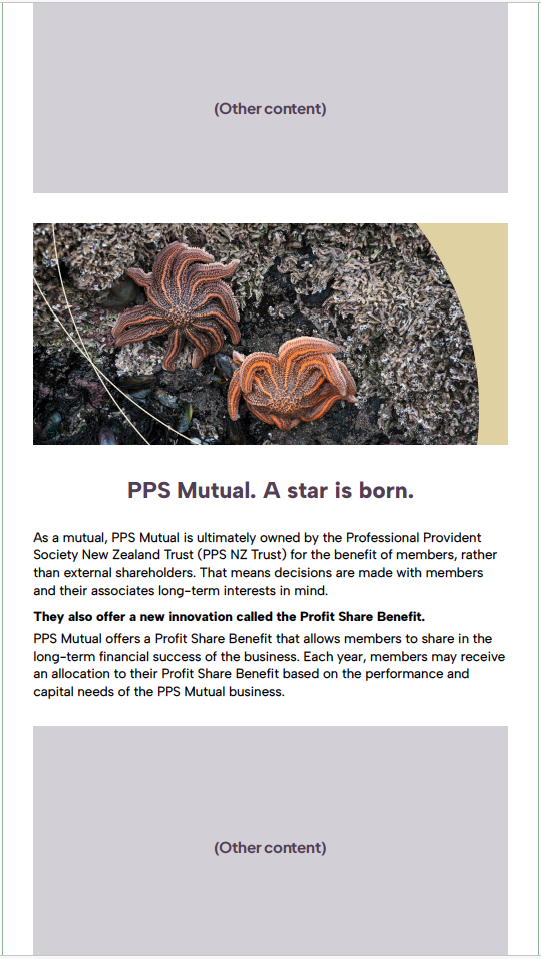 (Other content)
PPS Mutual. A star is born.
As a mutual, PPS Mutual is ultimately owned by the Professional Provident
Society New Zealand Trust (PPS NZ Trust) for the benefit of members, rather
than external shareholders. That means decisions are made with members
and their associates long-term interests in mind.
They also offer a new innovation called the Profit Share Benefit.
PPS Mutual offers a Profit Share Benefit that allows members to share in the
long-term financial success of the business. Each year, members may receive
an allocation to their Profit Share Benefit based on the performance and
capital needs of the PPS Mutual business.
(Other content)